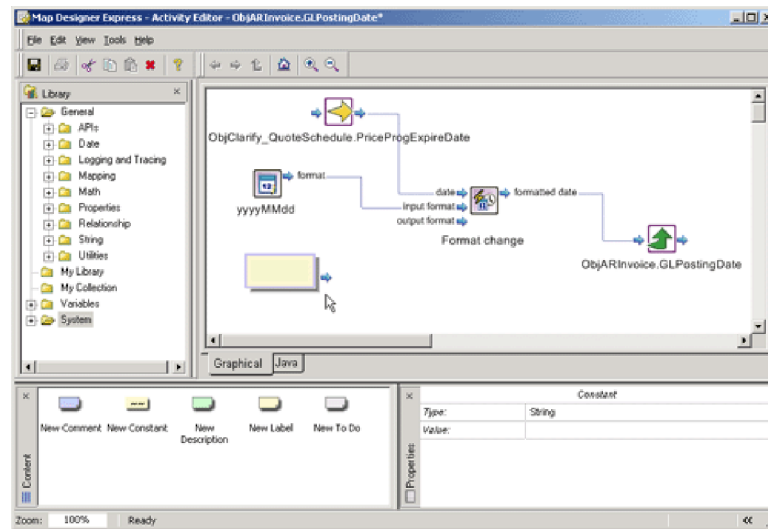 Map Designer Express - Activity Editor - ObjARInvoice.GLPostingDate*
File Edit View Tools Help
Library
General
APIs
Date
Logging and Tracing
Mapping
Math
Properties
Relationship
String
Utilities
My Library
My Collection
Variables
System
ObjClarify_QuoteSchedule.PriceProgExpireDate
format
yyyyMMdd
date
input format
output format
formatted date
Format change
ObjARInvoice.GLPostingDate
Graphical Java
New Comment New Constant New Description New Label New To Do
Content
Properties
Constant
Type: String
Value:
Zoom: 100% Ready